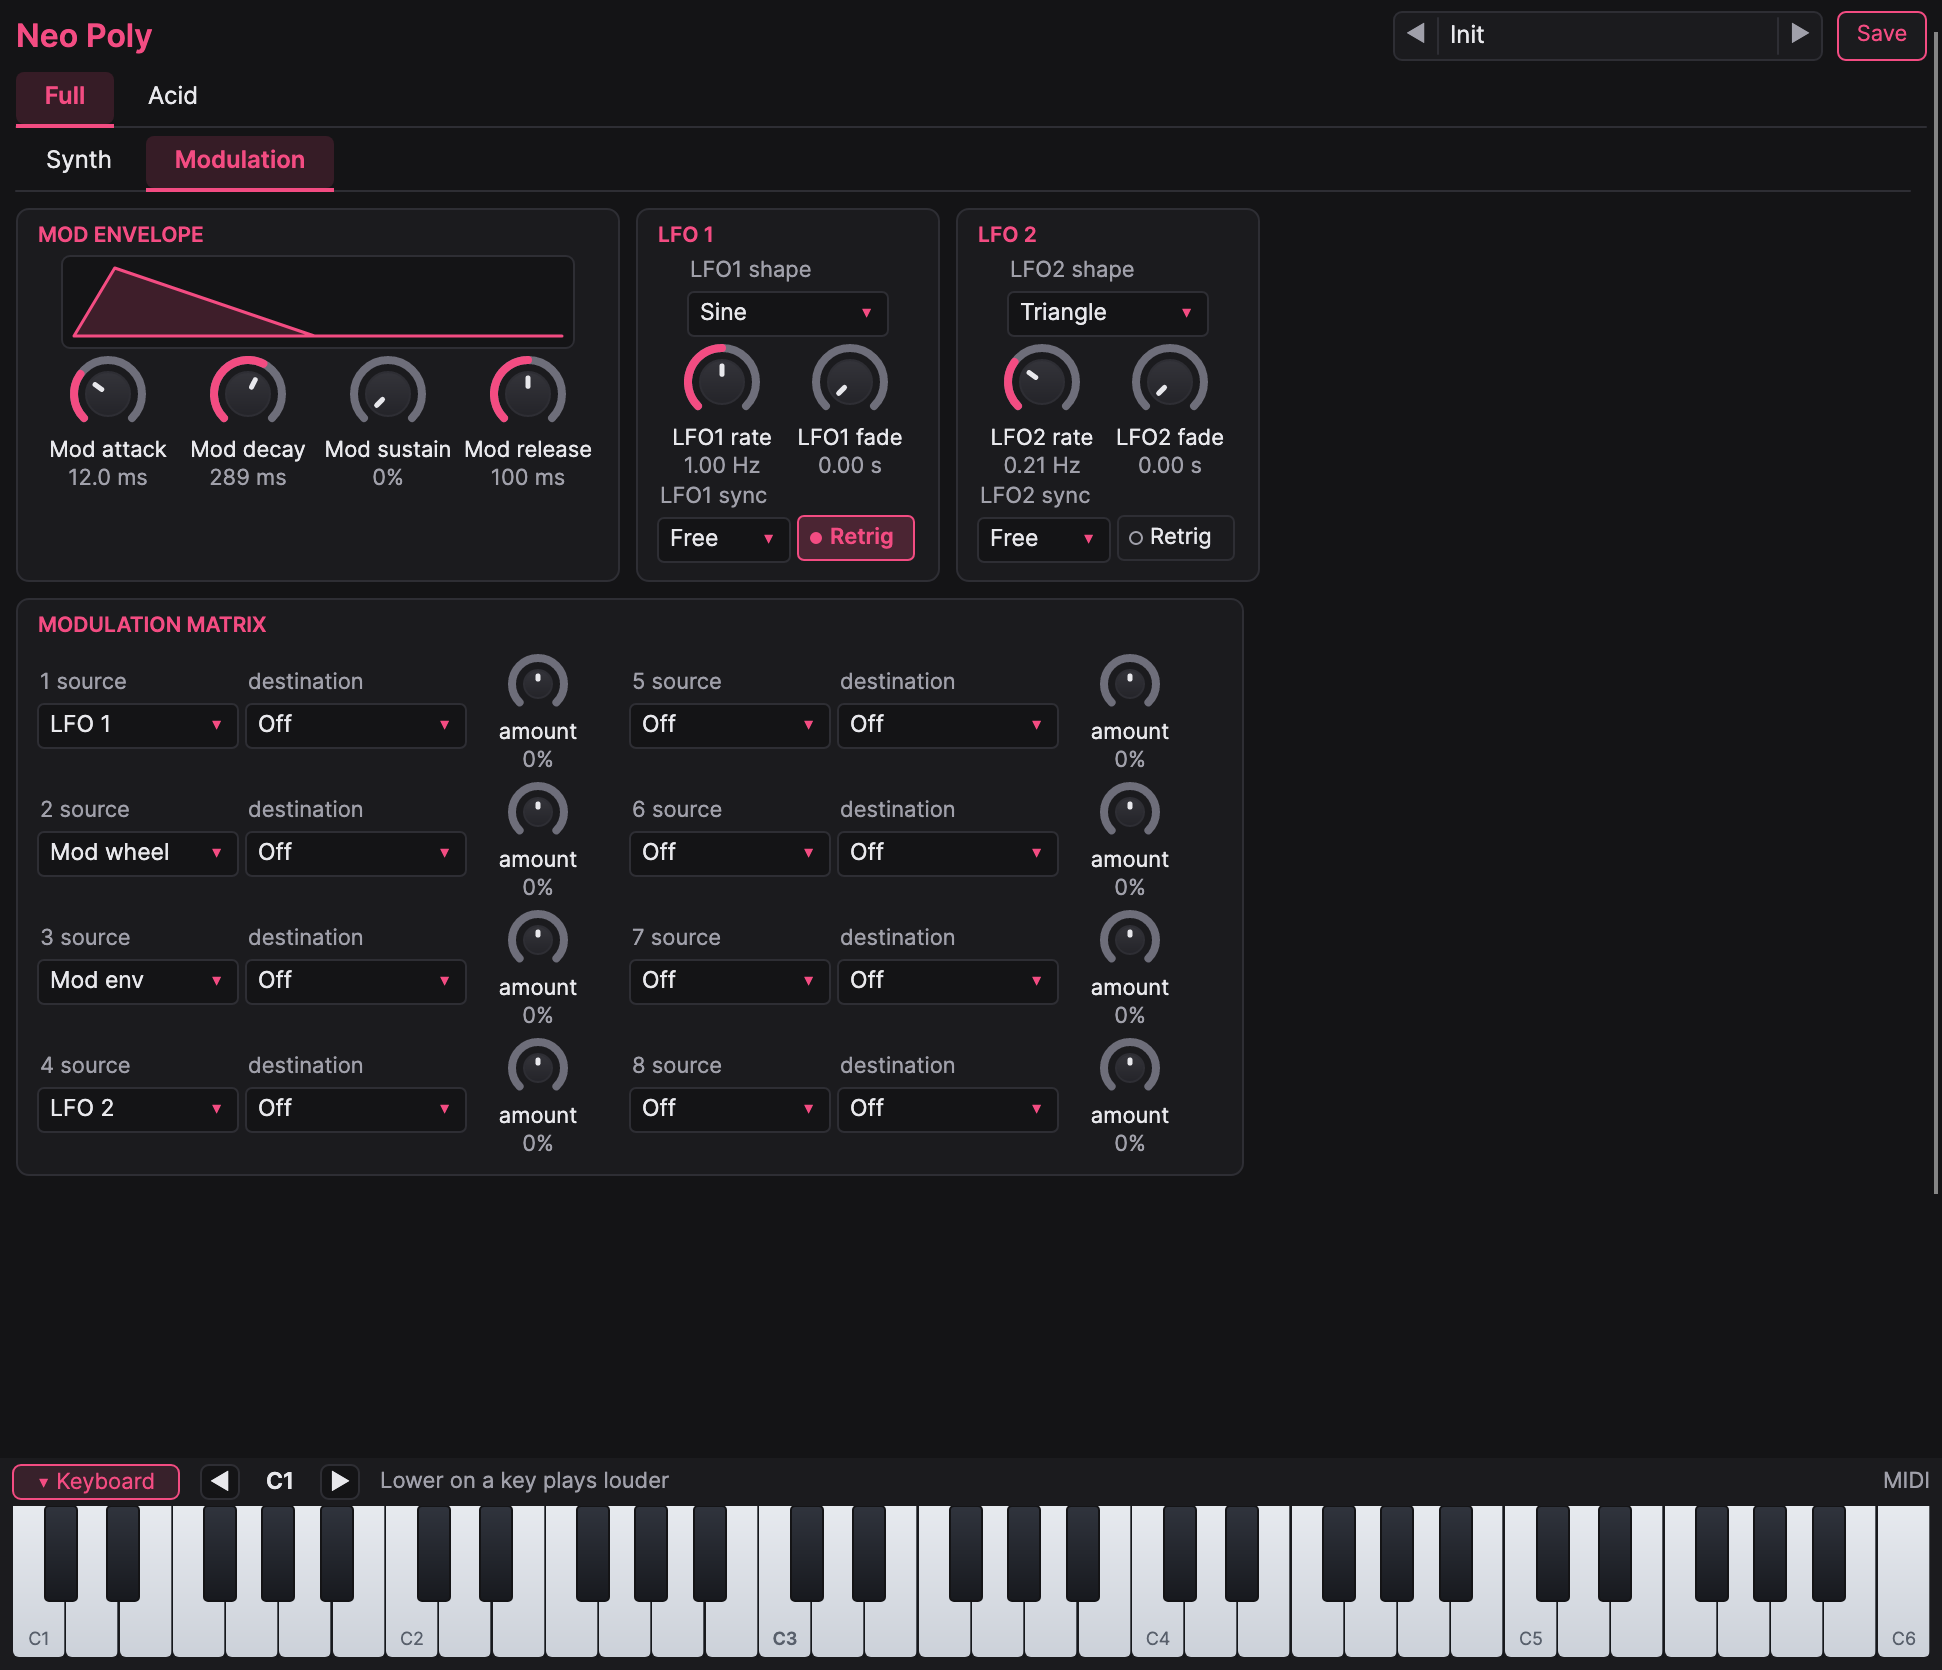 Neo Poly
Init
Save
Full Acid
Synth Modulation
MOD ENVELOPE
Mod attack Mod decay Mod sustain Mod release
12.0 ms 289 ms 0% 100 ms
LFO 1
LFO1 shape
Sine
LFO1 rate LFO1 fade
1.00 Hz 0.00 s
LFO1 sync
Free Retrig
LFO 2
LFO2 shape
Triangle
LFO2 rate LFO2 fade
0.21 Hz 0.00 s
LFO2 sync
Free Retrig
MODULATION MATRIX
1 source destination
LFO 1 Off amount
0%
5 source destination
Off Off amount
0%
2 source destination
Mod wheel Off amount
0%
6 source destination
Off Off amount
0%
3 source destination
Mod env Off amount
0%
7 source destination
Off Off amount
0%
4 source destination
LFO 2 Off amount
0%
8 source destination
Off Off amount
0%
Keyboard C1 Lower on a key plays louder MIDI
C1 C2 C3 C4 C5 C6